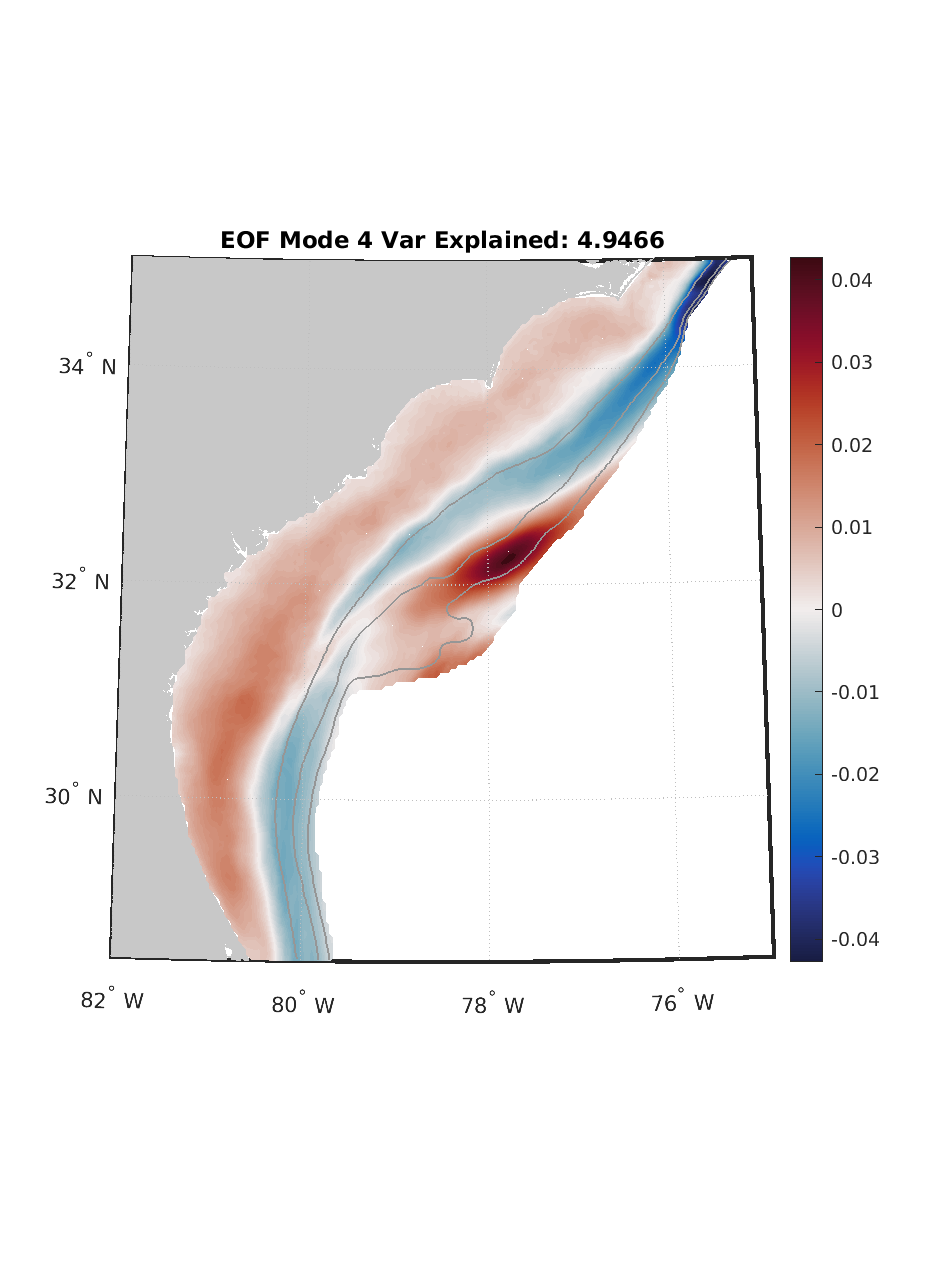 EOF Mode 4 Var Explained: 4.9466
0.04
0.03
0.02
0.01
0
-0.01
-0.02
-0.03
-0.04
34° N
32° N
30° N
82° W
80° W
78° W
76° W